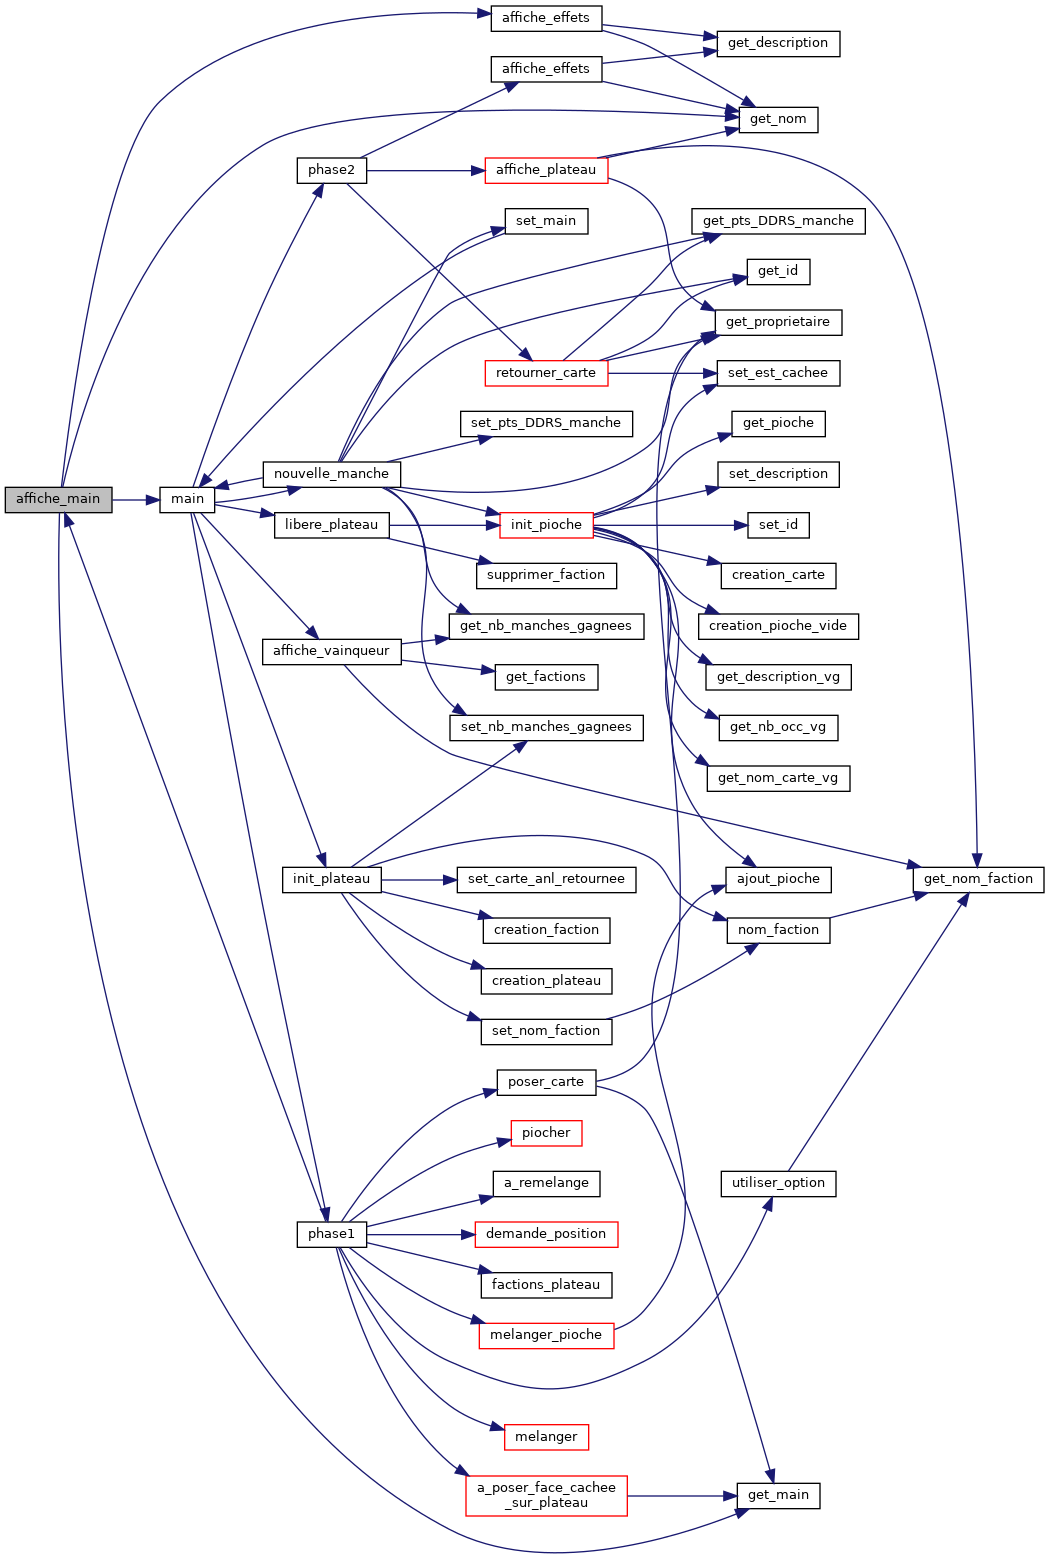 affiche_effets
get_description
affiche_effets
get_nom
phase2
affiche_plateau
set_main
get_pts_DDRS_manche
get_id
get_proprietaire
retourner_carte
set_est_cachee
set_pts_DDRS_manche
get_pioche
nouvelle_manche
set_description
affiche_main
main
libere_plateau
init_pioche
set_id
supprimer_faction
creation_carte
get_nb_manches_gagnees
creation_pioche_vide
affiche_vainqueur
get_factions
get_description_vg
set_nb_manches_gagnees
get_nb_occ_vg
get_nom_carte_vg
init_plateau
set_carte_anl_retournee
ajout_pioche
get_nom_faction
creation_faction
nom_faction
creation_plateau
set_nom_faction
poser_carte
piocher
a_remelange
utiliser_option
phase1
demande_position
factions_plateau
melanger_pioche
melanger
a_poser_face_cachee
_sur_plateau
get_main